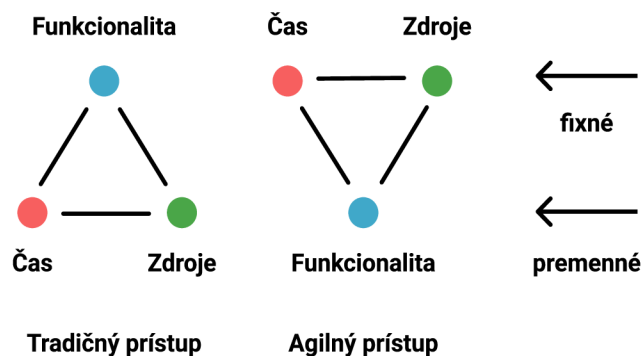 Funkcionalita
Čas
Zdroje
fixné
Čas
Zdroje
Funkcionalita
premenné
Tradičný prístup
Agilný prístup